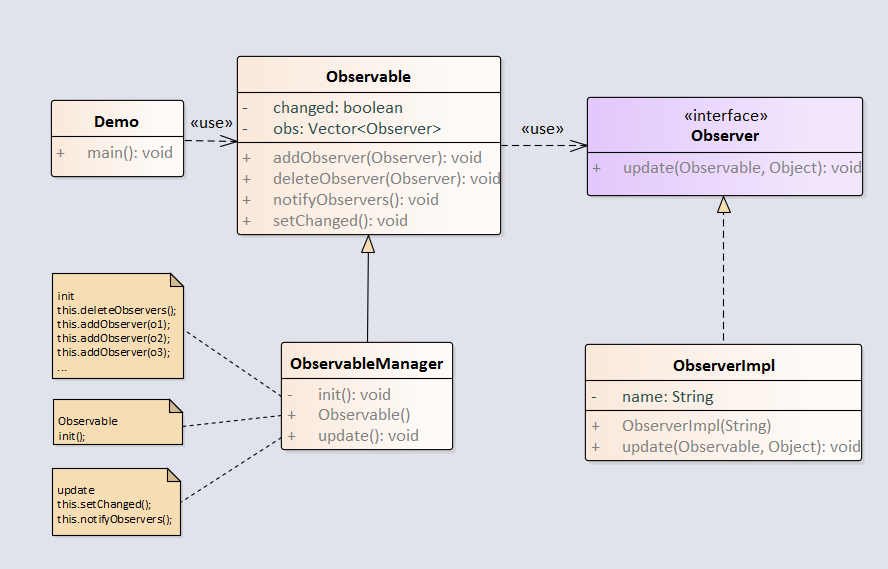 Demo
+ main(): void
«use»
Observable
- changed: boolean
- obs: Vector<Observer>
+ addObserver(Observer): void
+ deleteObserver(Observer): void
+ notifyObservers(): void
+ setChanged(): void
«use»
«interface»
Observer
+ update(Observable, Object): void
init
this.deleteObservers();
this.addObserver(o1);
this.addObserver(o2);
this.addObserver(o3);
...
Observable
init();
update
this.setChanged();
this.notifyObservers();
ObservableManager
- init(): void
+ Observable()
+ update(): void
ObserverImpl
- name: String
+ ObserverImpl(String)
+ update(Observable, Object): void